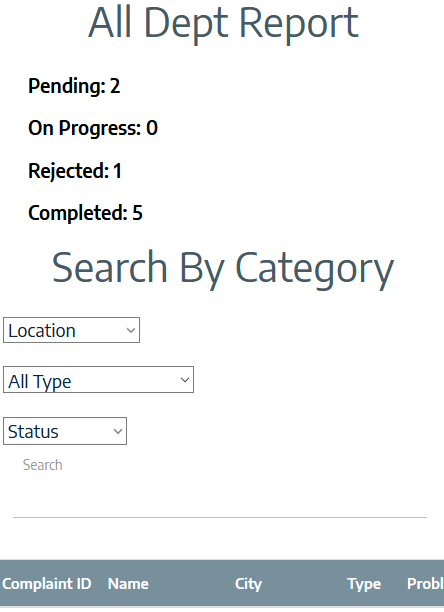 All Dept Report
Pending: 2
On Progress: 0
Rejected: 1
Completed: 5
Search By Category
Location
All Type
Status
Search
Complaint ID Name City Type Probl